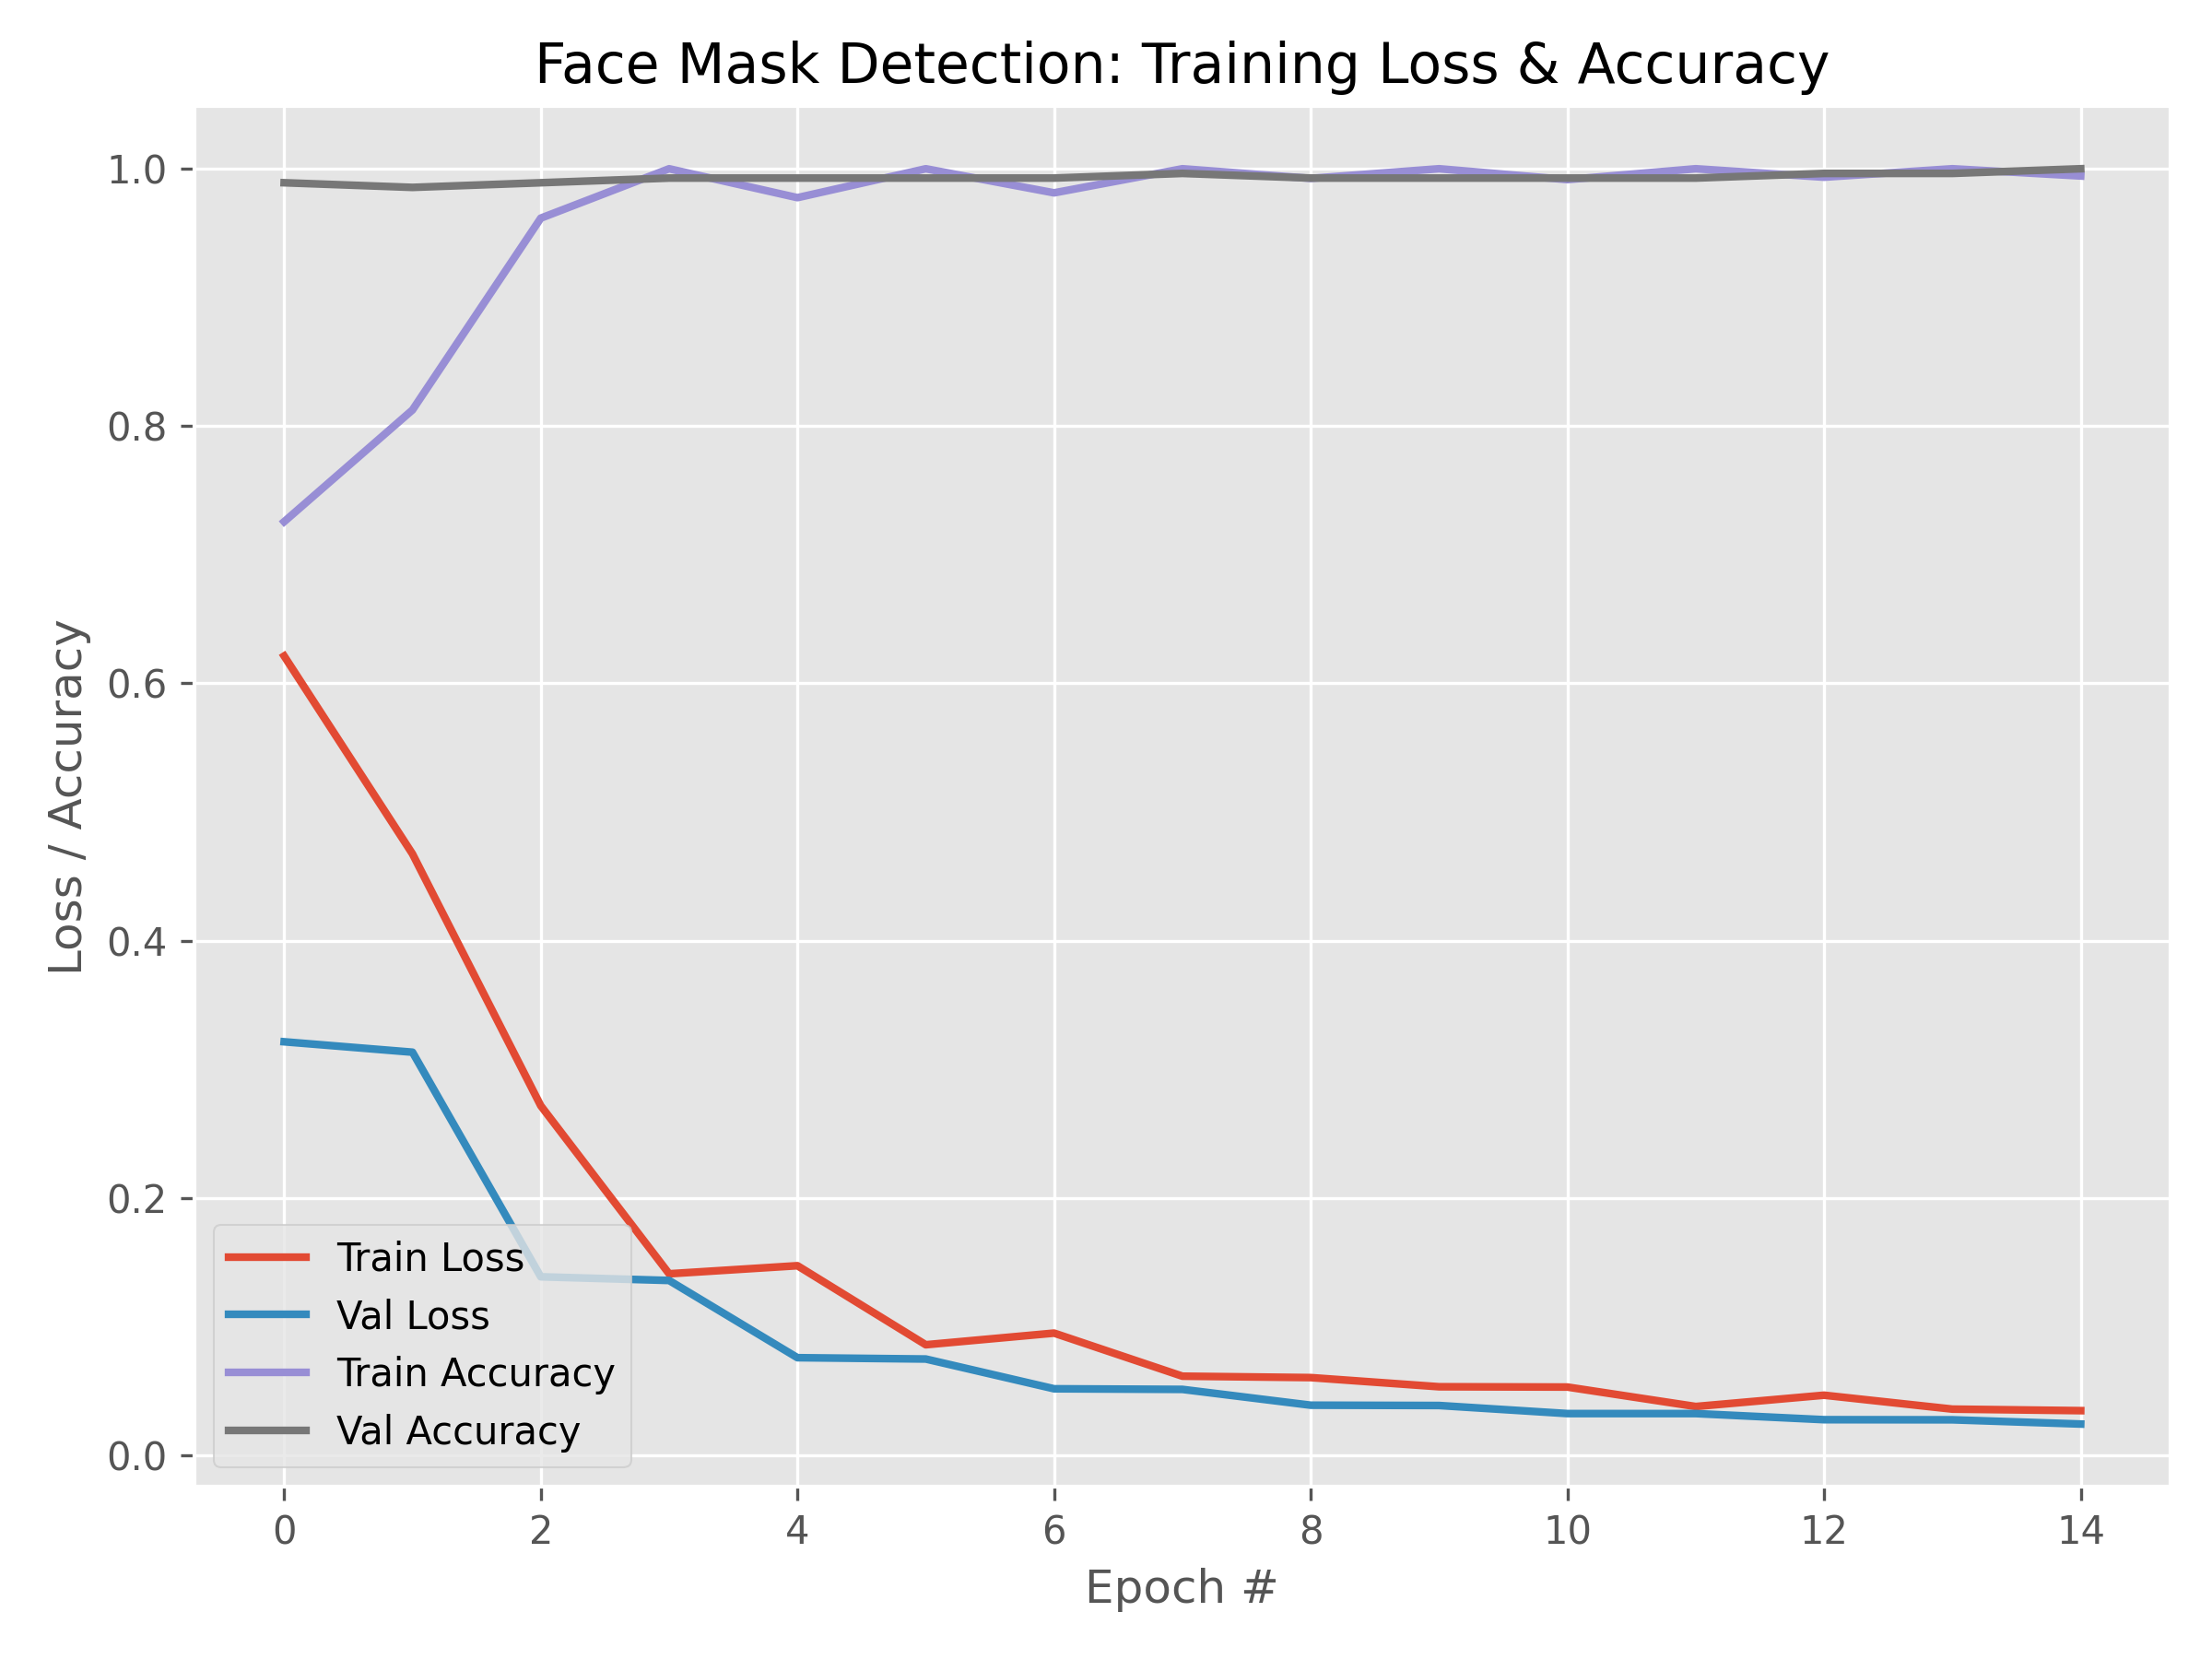 Face Mask Detection: Training Loss & Accuracy
Loss / Accuracy
1.0
0.8
0.6
0.4
0.2
0.0
Train Loss
Val Loss
Train Accuracy
Val Accuracy
0 2 4 6 8 10 12 14
Epoch #